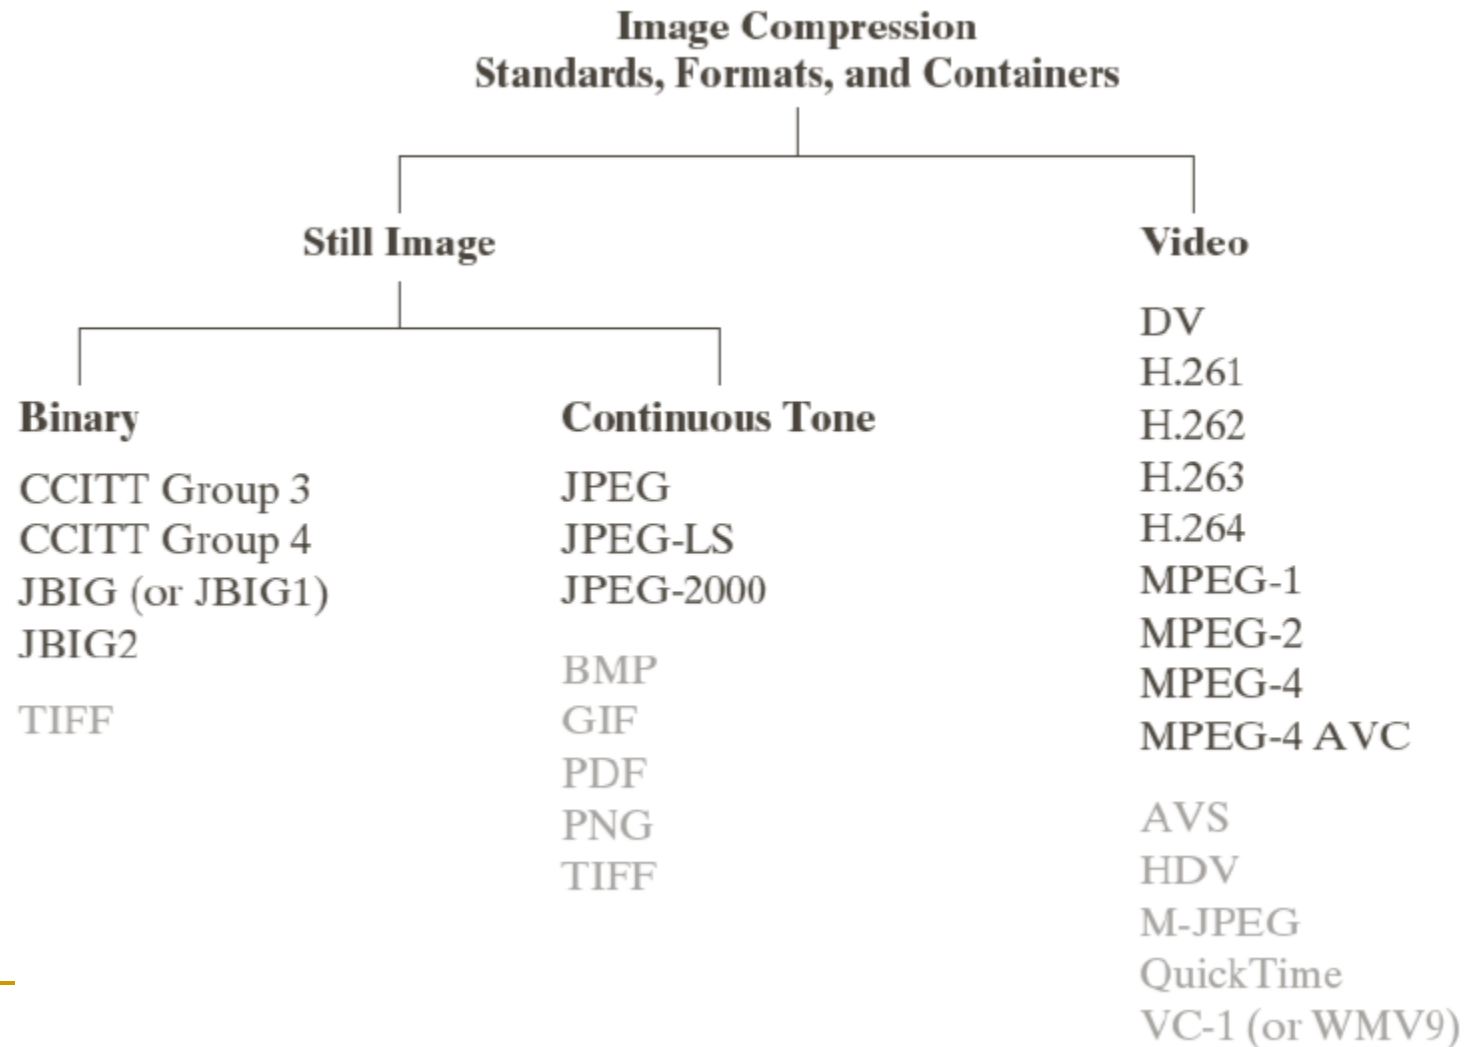 Image Compression
Standards, Formats, and Containers
Still Image
Video
Binary
CCITT Group 3
CCITT Group 4
JBIG (or JBIG1)
JBIG2
TIFF
Continuous Tone
JPEG
JPEG-LS
JPEG-2000
BMP
GIF
PDF
PNG
TIFF
DV
H.261
H.262
H.263
H.264
MPEG-1
MPEG-2
MPEG-4
MPEG-4 AVC
AVS
HDV
M-JPEG
QuickTime
VC-1 (or WMV9)